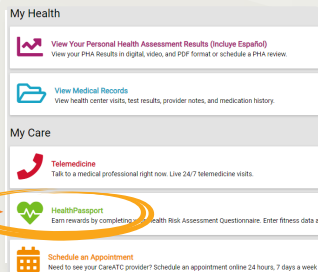 My Health
View Your Personal Health Assessment Results (Incluye Español)
View your PHA Results in digital, video, and PDF format or schedule a PHA review.
View Medical Records
View health center visits, test results, provider notes, and medication history.
My Care
Telemedicine
Talk to a medical professional right now. Live 24/7 telemedicine visits.
HealthPassport
Earn rewards by completing your Health Risk Assessment Questionnaire. Enter fitness data a
Schedule an Appointment
Need to see your CareATC provider? Schedule an appointment online 24 hours, 7 days a week